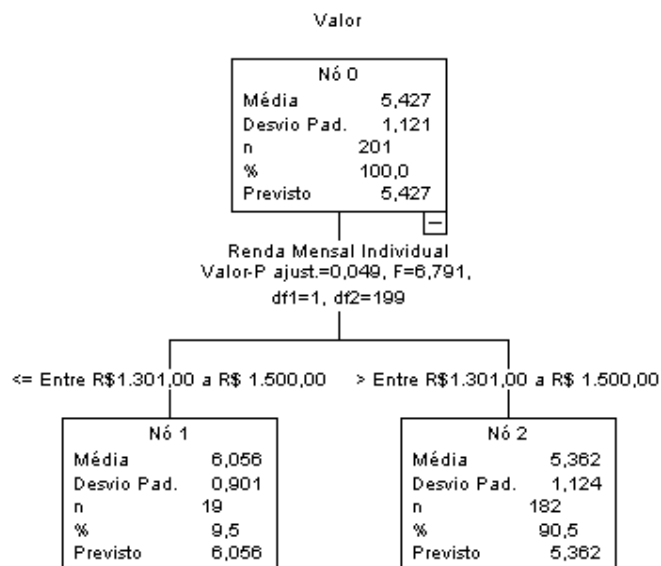 Valor
Nó 0
Média 5,427
Desvio Pad. 1,121
n 201
% 100,0
Previsto 5,427
Renda Mensal Individual
Valor-P ajust.=0,049, F=6,791,
df1=1, df2=199
<= Entre R$1.301,00 a R$ 1.500,00
> Entre R$1.301,00 a R$ 1.500,00
Nó 1
Média 6,056
Desvio Pad. 0,901
n 19
% 9,5
Previsto 6,056
Nó 2
Média 5,362
Desvio Pad. 1,124
n 182
% 90,5
Previsto 5,362